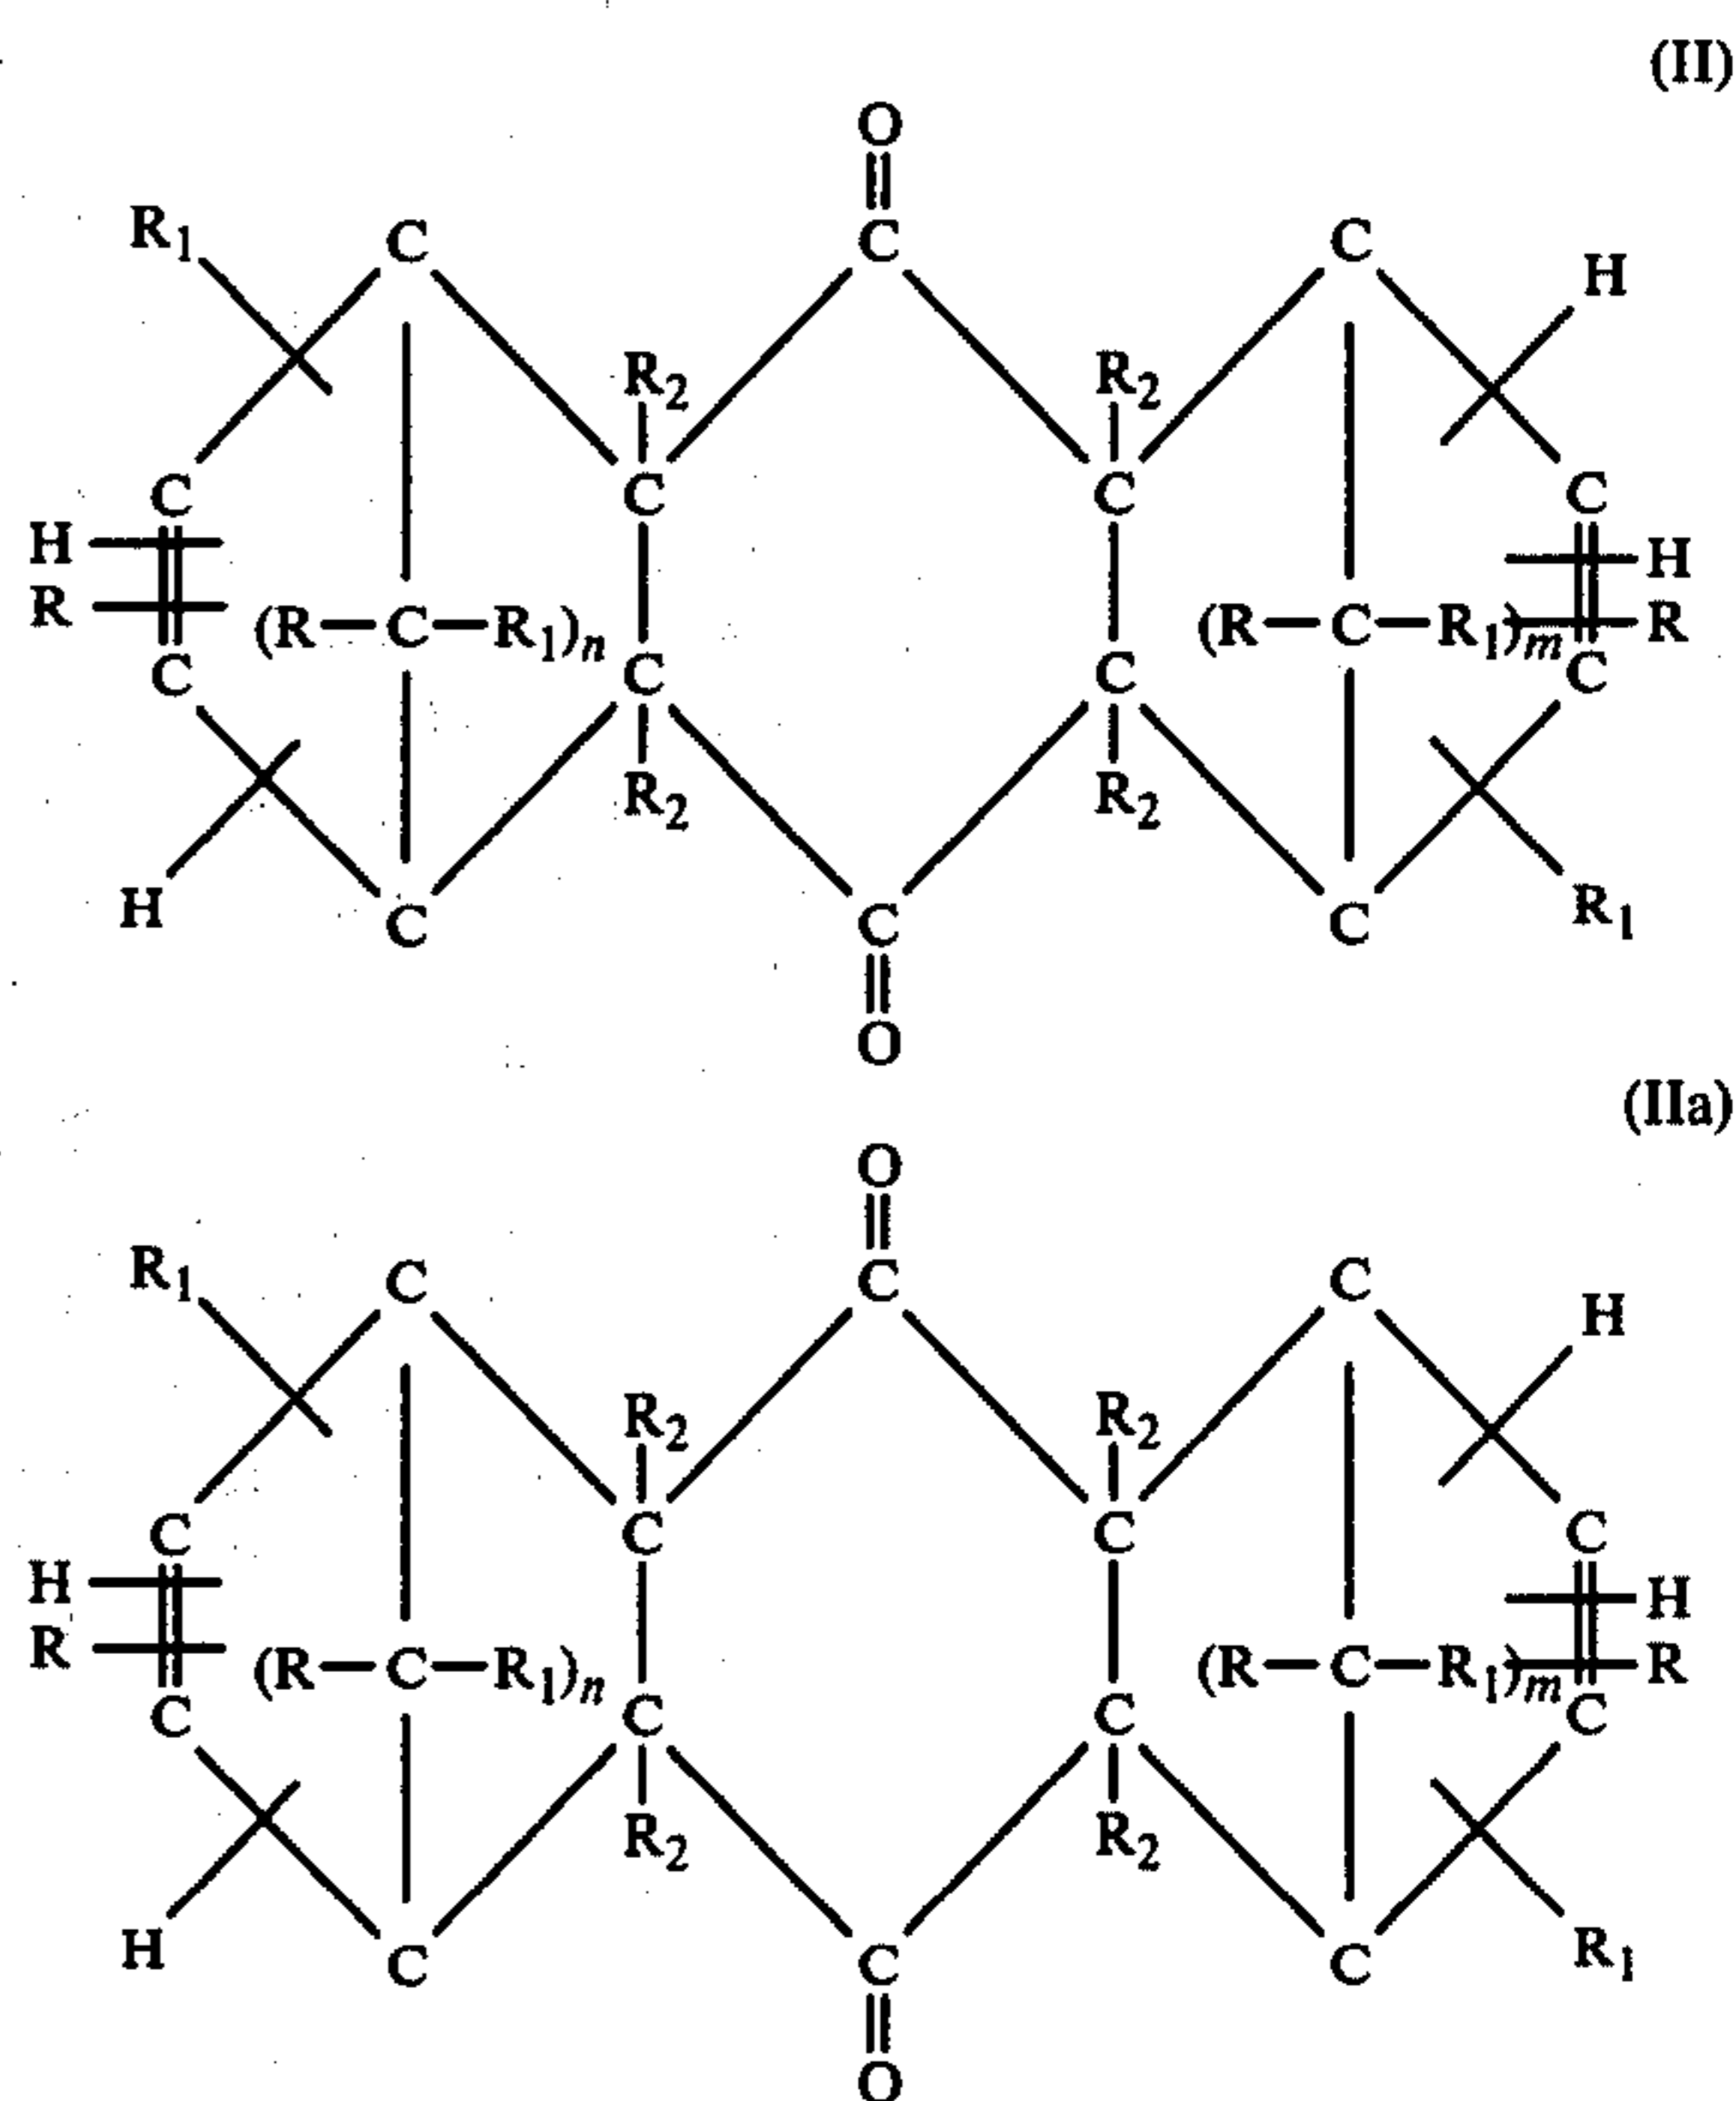 (II)
O
C
R1 C C H
R2 R2
C C C C
H H
R (R—C—R1)n (R—C—R1)m R
C C C C
R2 R2
H C C C R1
O
(IIa)
O
R1 C C C H
R2 R2
C C C C
H H
R (R—C—R1)n (R—C—R1)m R
C C C C
R2 R2
H C C C R1
O